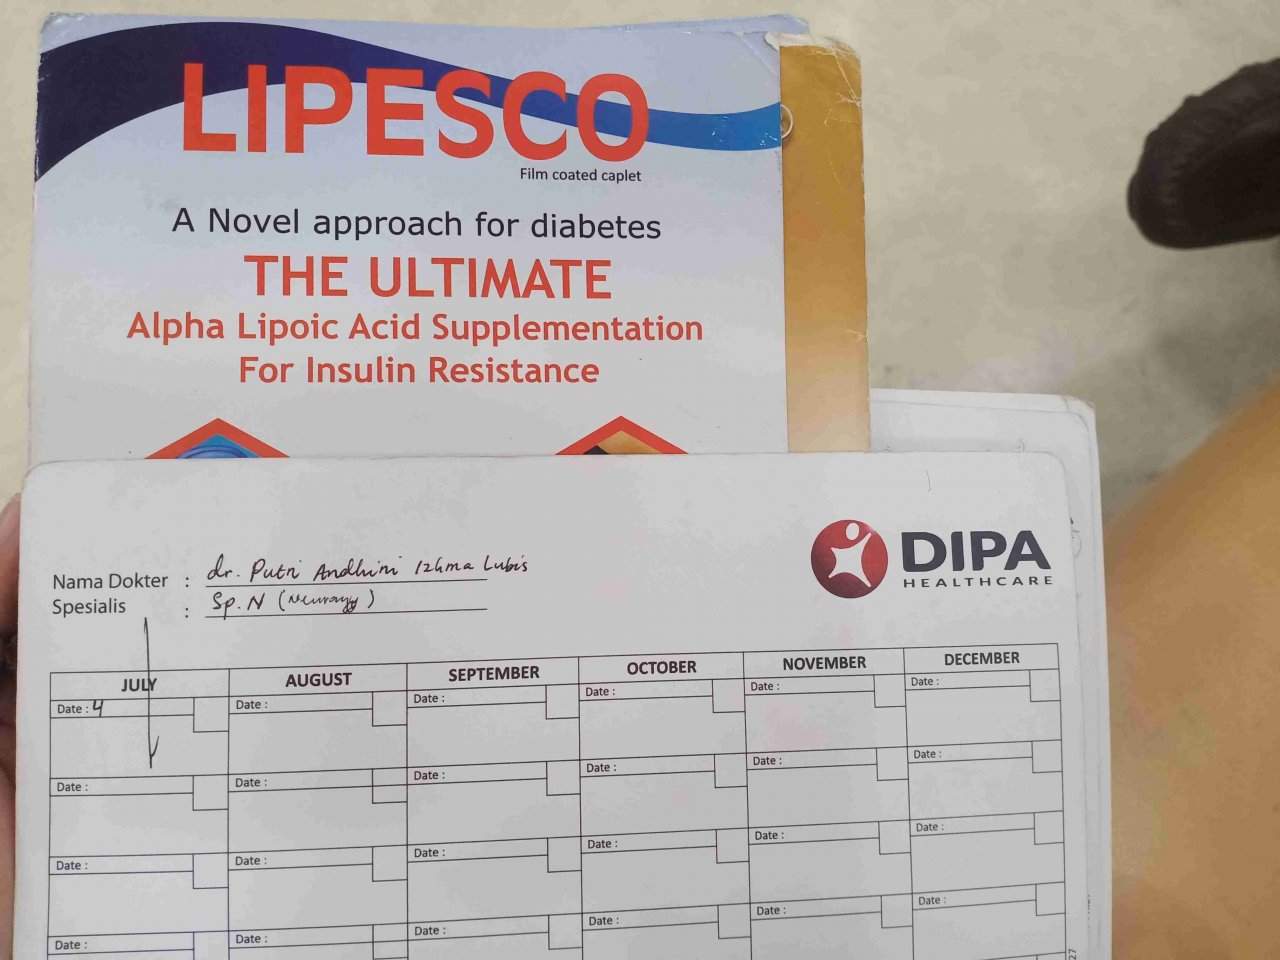 LIPESCO
Film coated caplet
A Novel approach for diabetes
THE ULTIMATE
Alpha Lipoic Acid Supplementation
For Insulin Resistance
DIPA
HEALTHCARE
Nama Dokter : dr. Putri Andhini Izhma Lubis
Spesialis : Sp.N (Neurology)
JULY AUGUST SEPTEMBER OCTOBER NOVEMBER DECEMBER
Date : 4 Date : Date : Date : Date : Date :
Date : Date : Date : Date : Date : Date :
Date : Date : Date : Date : Date : Date :
Date : Date : Date : Date : Date : Date :
27